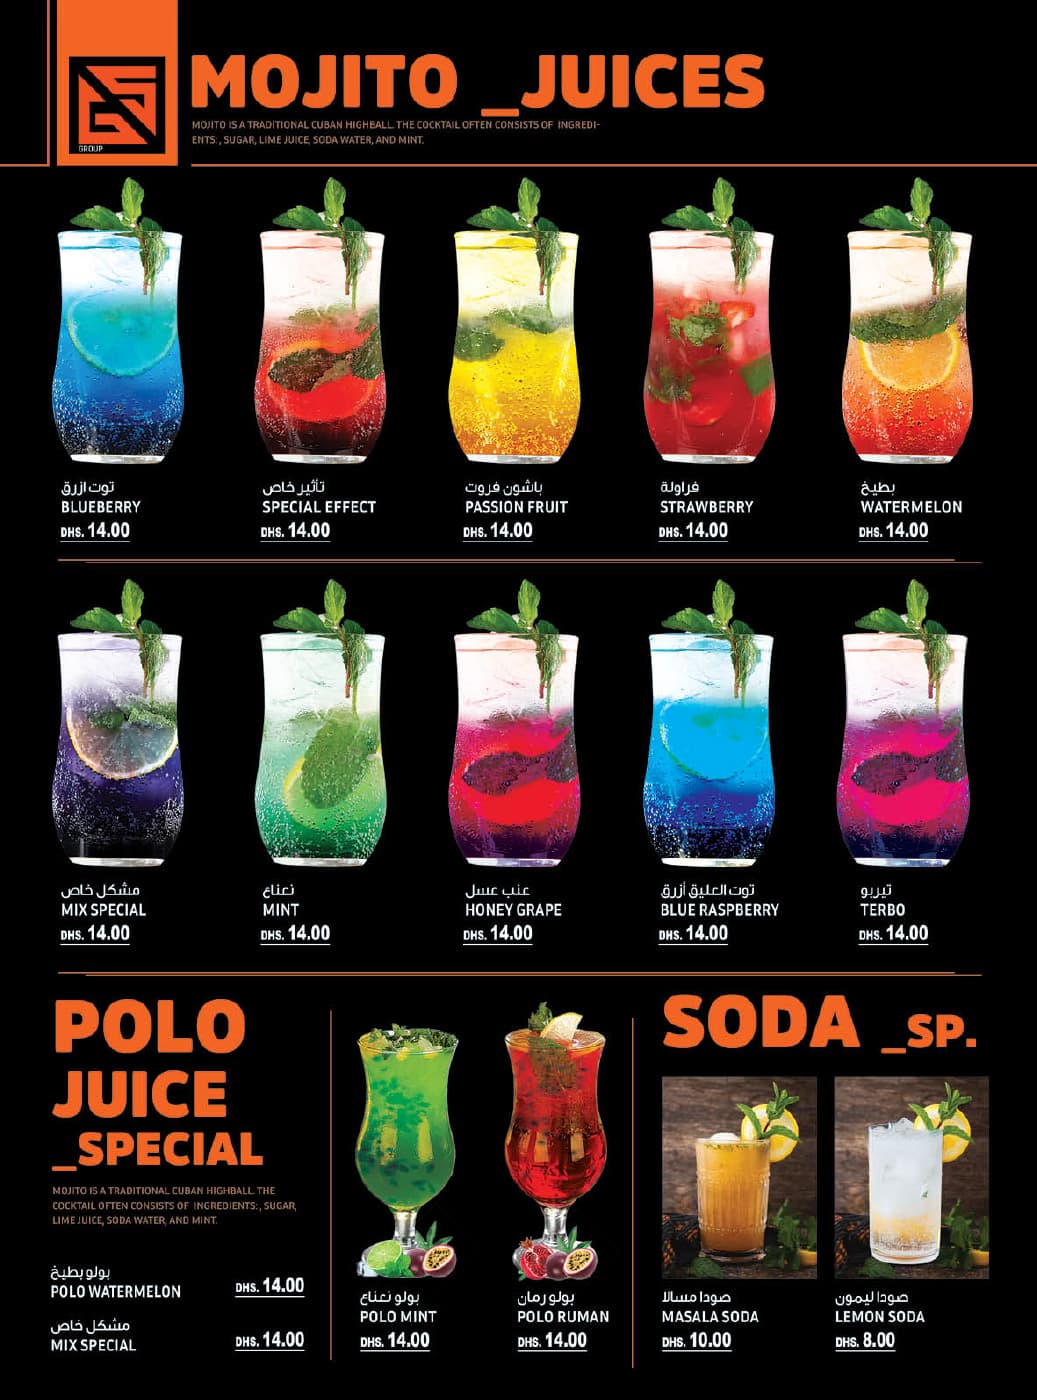 GROUP
MOJITO _JUICES
MOJITO IS A TRADITIONAL CUBAN HIGHBALL. THE COCKTAIL OFTEN CONSISTS OF INGREDI-
ENTS:, SUGAR, LIME JUICE, SODA WATER, AND MINT.
توت ازرق
BLUEBERRY
DHS. 14.00
تأثير خاص
SPECIAL EFFECT
DHS. 14.00
باشون فروت
PASSION FRUIT
DHS. 14.00
فراولة
STRAWBERRY
DHS. 14.00
بطيخ
WATERMELON
DHS. 14.00
مشكل خاص
MIX SPECIAL
DHS. 14.00
نعناع
MINT
DHS. 14.00
عنب عسل
HONEY GRAPE
DHS. 14.00
توت العليق أزرق
BLUE RASPBERRY
DHS. 14.00
تيربو
TERBO
DHS. 14.00
POLO
JUICE
_SPECIAL
MOJITO IS A TRADITIONAL CUBAN HIGHBALL. THE
COCKTAIL OFTEN CONSISTS OF INGREDIENTS:, SUGAR,
LIME JUICE, SODA WATER, AND MINT.
بولو بطيخ
POLO WATERMELON DHS. 14.00
مشكل خاص
MIX SPECIAL DHS. 14.00
بولو نعناع
POLO MINT
DHS. 14.00
بولو رمان
POLO RUMAN
DHS. 14.00
SODA _SP.
صودا مسالا
MASALA SODA
DHS. 10.00
صودا ليمون
LEMON SODA
DHS. 8.00